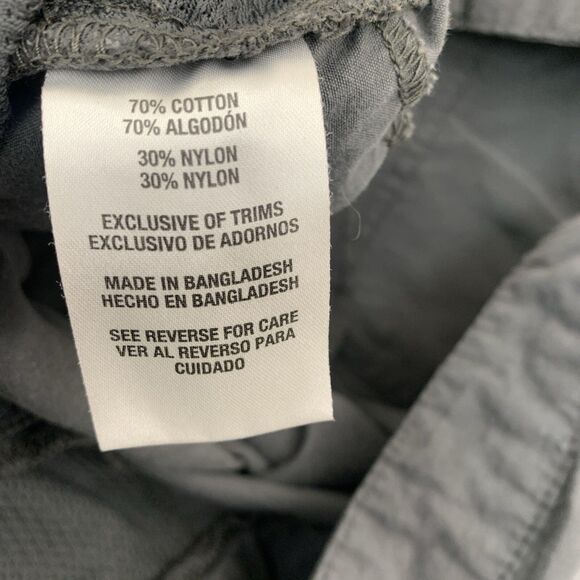 70% COTTON
70% ALGODÓN
30% NYLON
30% NYLON
EXCLUSIVE OF TRIMS
EXCLUSIVO DE ADORNOS
MADE IN BANGLADESH
HECHO EN BANGLADESH
SEE REVERSE FOR CARE
VER AL REVERSO PARA
CUIDADO